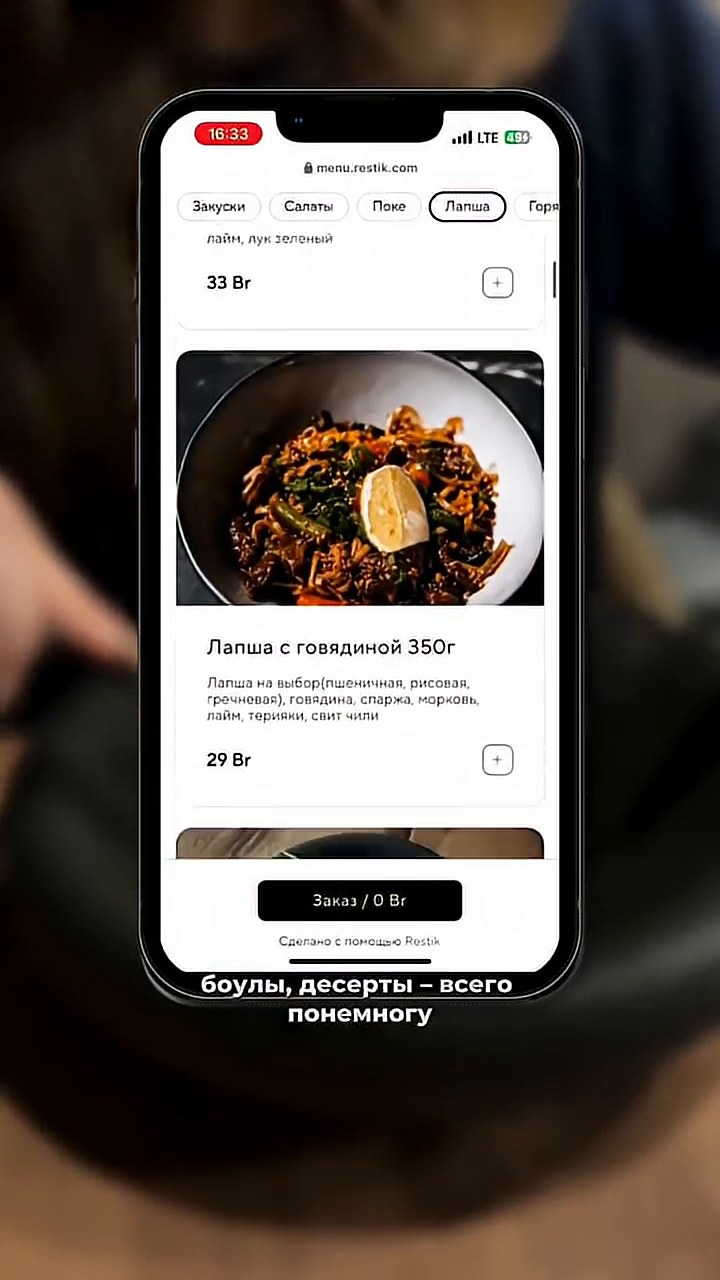 16:33
LTE
49
menu.restik.com
Закуски
Салаты
Поке
Лапша
Горя
лайм, лук зеленый
33 Br
+
Лапша с говядиной 350г
Лапша на выбор(пшеничная, рисовая,
гречневая), говядина, спаржа, морковь,
лайм, терияки, свит чили
29 Br
+
Заказ / 0 Br
Сделано с помощью Restik
боулы, десерты – всего
понемногу